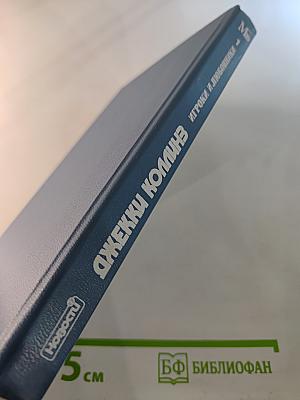 ДЖЕККИ КОЛЛИНЗ
ИГРОКИ И ЛЮБОВНИКИ
НОВОСТИ
5 см
БФ БИБЛИОФАН